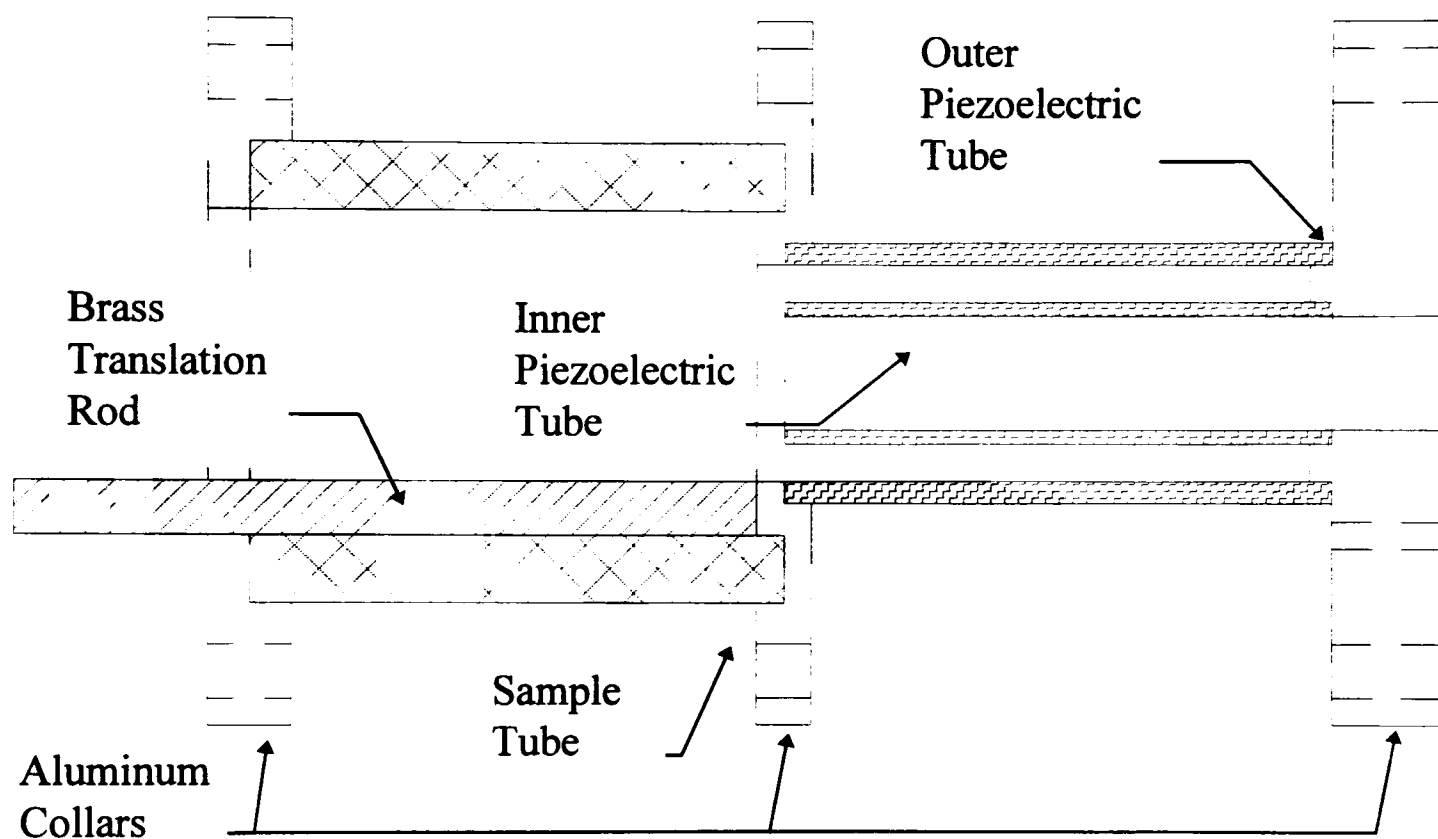 Outer
Piezoelectric
Tube
Brass
Translation
Rod
Inner
Piezoelectric
Tube
Sample
Tube
Aluminum
Collars